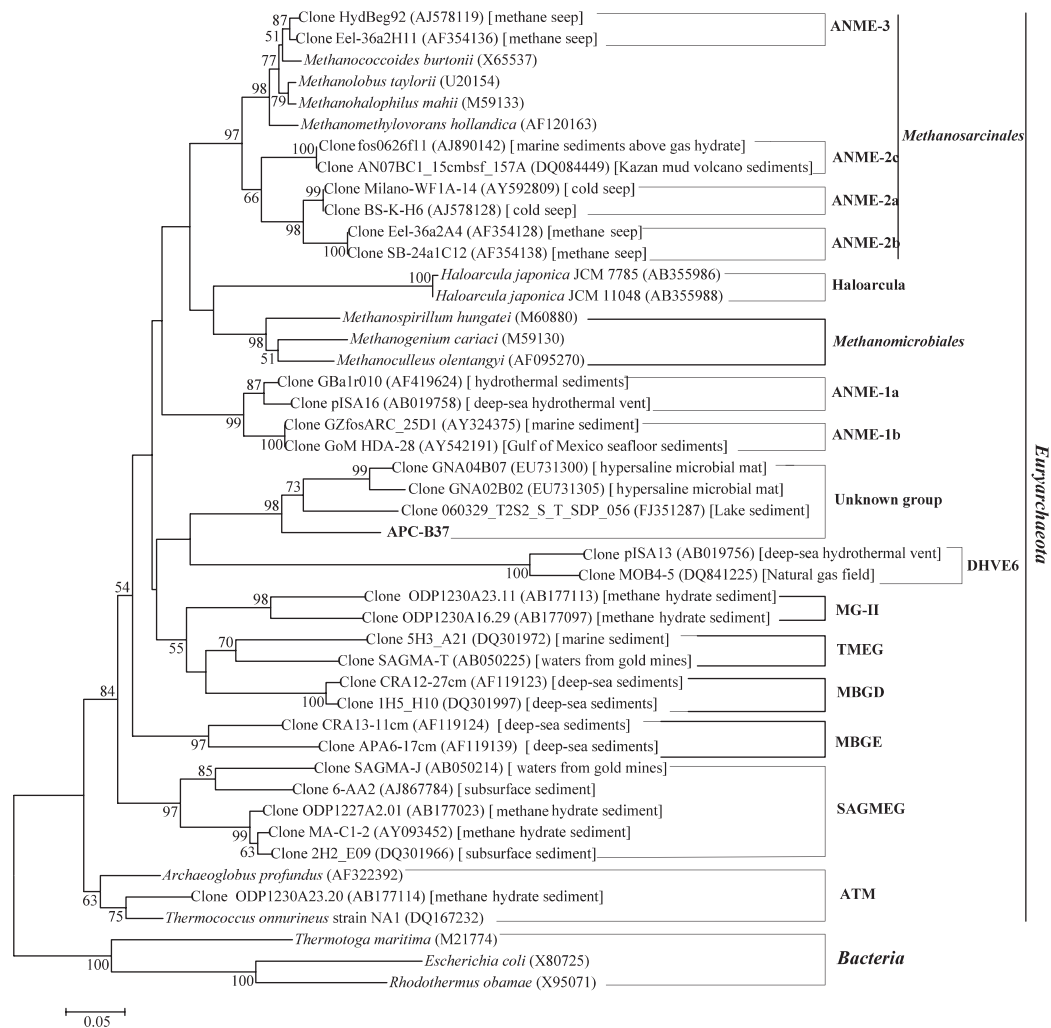 87 Clone HydBeg92 (AJ578119) [methane seep] ANME-3
51 Clone Eel-36a2H11 (AF354136) [methane seep]
77 Methanococcoides burtonii (X65537)
Methanolobus taylorii (U20154)
98 79 Methanohalophilus mahii (M59133)
Methanomethylovorans hollandica (AF120163)
97 Methanosarcinales
100 Clone fos0626f11 (AJ890142) [marine sediments above gas hydrate] ANME-2c
Clone AN07BC1_15cmbsf_157A (DQ084449) [Kazan mud volcano sediments]
66 99 Clone Milano-WF1A-14 (AY592809) [cold seep] ANME-2a
Clone BS-K-H6 (AJ578128) [cold seep]
98 Clone Eel-36a2A4 (AF354128) [methane seep] ANME-2b
100 Clone SB-24a1C12 (AF354138) [methane seep]
100 Haloarcula japonica JCM 7785 (AB355986) Haloarcula
Haloarcula japonica JCM 11048 (AB355988)
Methanospirillum hungatei (M60880)
98 Methanogenium cariaci (M59130) Methanomicrobiales
51 Methanoculleus olentangyi (AF095270)
87 Clone GBa1r010 (AF419624) [hydrothermal sediments] ANME-1a
Clone pISA16 (AB019758) [deep-sea hydrothermal vent]
99 Clone GZfosARC_25D1 (AY324375) [marine sediment] ANME-1b
100 Clone GoM HDA-28 (AY542191) [Gulf of Mexico seafloor sediments]
99 Clone GNA04B07 (EU731300) [hypersaline microbial mat]
73 Clone GNA02B02 (EU731305) [hypersaline microbial mat] Unknown group
98 Clone 060329_T2S2_S_T_SDP_056 (FJ351287) [Lake sediment]
APC-B37
Euryarchaeota
Clone pISA13 (AB019756) [deep-sea hydrothermal vent] DHVE6
100 Clone MOB4-5 (DQ841225) [Natural gas field]
54 98 Clone ODP1230A23.11 (AB177113) [methane hydrate sediment] MG-II
Clone ODP1230A16.29 (AB177097) [methane hydrate sediment]
55 70 Clone 5H3_A21 (DQ301972) [marine sediment] TMEG
Clone SAGMA-T (AB050225) [waters from gold mines]
Clone CRA12-27cm (AF119123) [deep-sea sediments] MBGD
100 Clone 1H5_H10 (DQ301997) [deep-sea sediments]
84 Clone CRA13-11cm (AF119124) [deep-sea sediments] MBGE
97 Clone APA6-17cm (AF119139) [deep-sea sediments]
85 Clone SAGMA-J (AB050214) [waters from gold mines]
Clone 6-AA2 (AJ867784) [subsurface sediment]
97 Clone ODP1227A2.01 (AB177023) [methane hydrate sediment] SAGMEG
99 Clone MA-C1-2 (AY093452) [methane hydrate sediment]
63 Clone 2H2_E09 (DQ301966) [subsurface sediment]
Archaeoglobus profundus (AF322392)
63 Clone ODP1230A23.20 (AB177114) [methane hydrate sediment] ATM
75 Thermococcus onnurineus strain NA1 (DQ167232)
Thermotoga maritima (M21774)
100 Escherichia coli (X80725) Bacteria
100 Rhodothermus obamae (X95071)
0.05